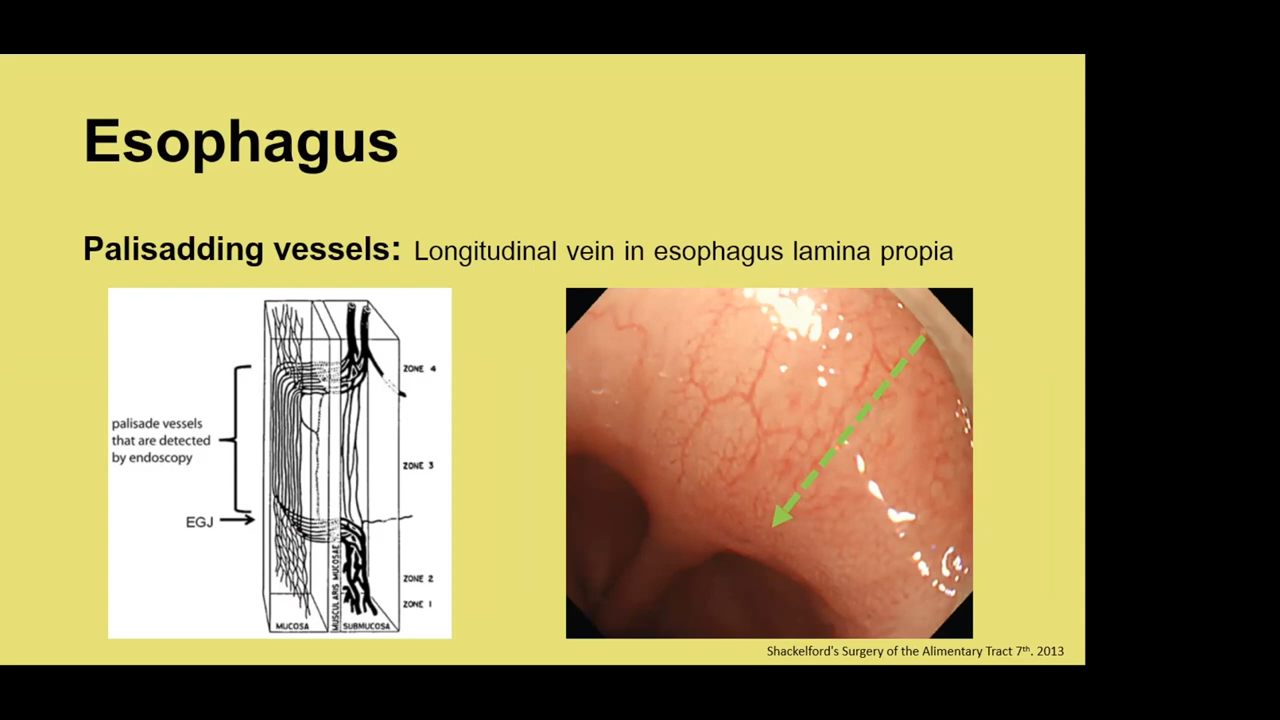 Esophagus
Palisadding vessels: Longitudinal vein in esophagus lamina propia
palisade vessels
that are detected
by endoscopy
EGJ
ZONE 4
ZONE 3
ZONE 2
ZONE 1
MUCOSA
MUSCULARIS MUCOSAE
SUBMUCOSA
Shackelford's Surgery of the Alimentary Tract 7th. 2013